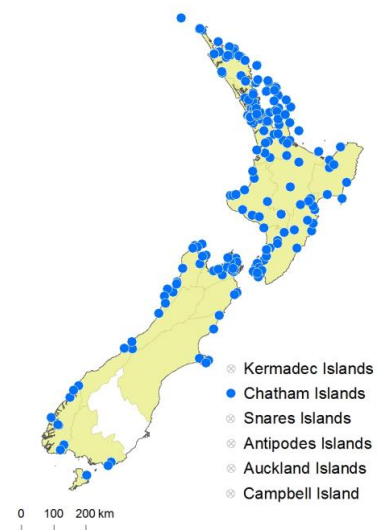 Kermadec Islands
Chatham Islands
Snares Islands
Antipodes Islands
Auckland Islands
Campbell Island
0 100 200 km